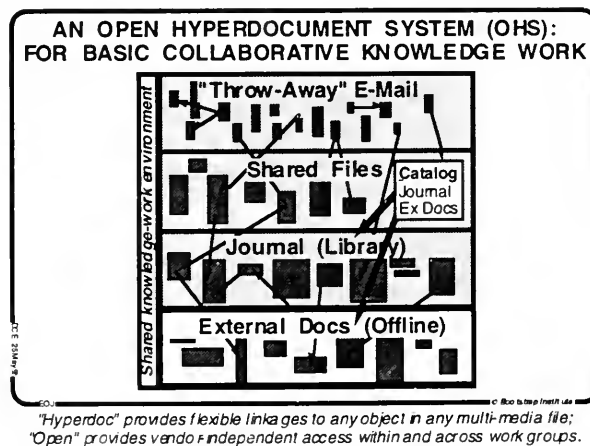 AN OPEN HYPERDOCUMENT SYSTEM (OHS):
FOR BASIC COLLABORATIVE KNOWLEDGE WORK
Shared knowledge-work environment
"Throw-Away" E-Mail
Shared Files
Catalog
Journal
Ex Docs
Journal (Library)
External Docs (Offline)
© Bootstrap Institute
"Hyperdoc" provides flexible linkages to any object in any multi-media file;
"Open" provides vendor-independent access within and across work groups.